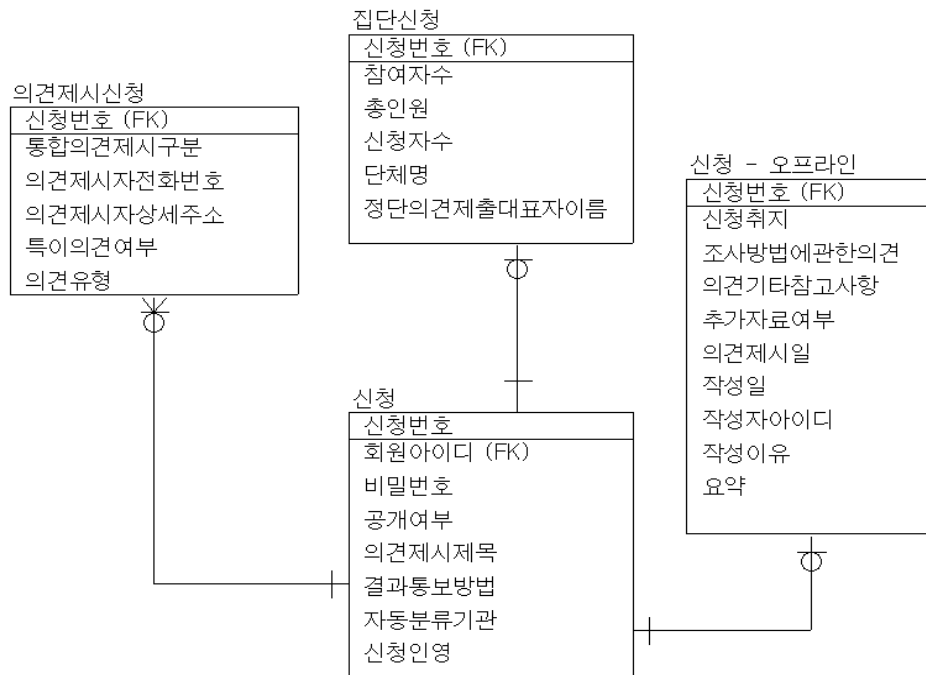 집단신청
신청번호 (FK)
참여자수
총인원
신청자수
단체명
정단의견제출대표자이름
의견제시신청
신청번호 (FK)
통합의견제시구분
의견제시자전화번호
의견제시자상세주소
특이의견여부
의견유형
신청 - 오프라인
신청번호 (FK)
신청취지
조사방법에관한의견
의견기타참고사항
추가자료여부
의견제시일
작성일
작성자아이디
작성이유
요약
신청
신청번호
회원아이디 (FK)
비밀번호
공개여부
의견제시제목
결과통보방법
자동분류기관
신청인영